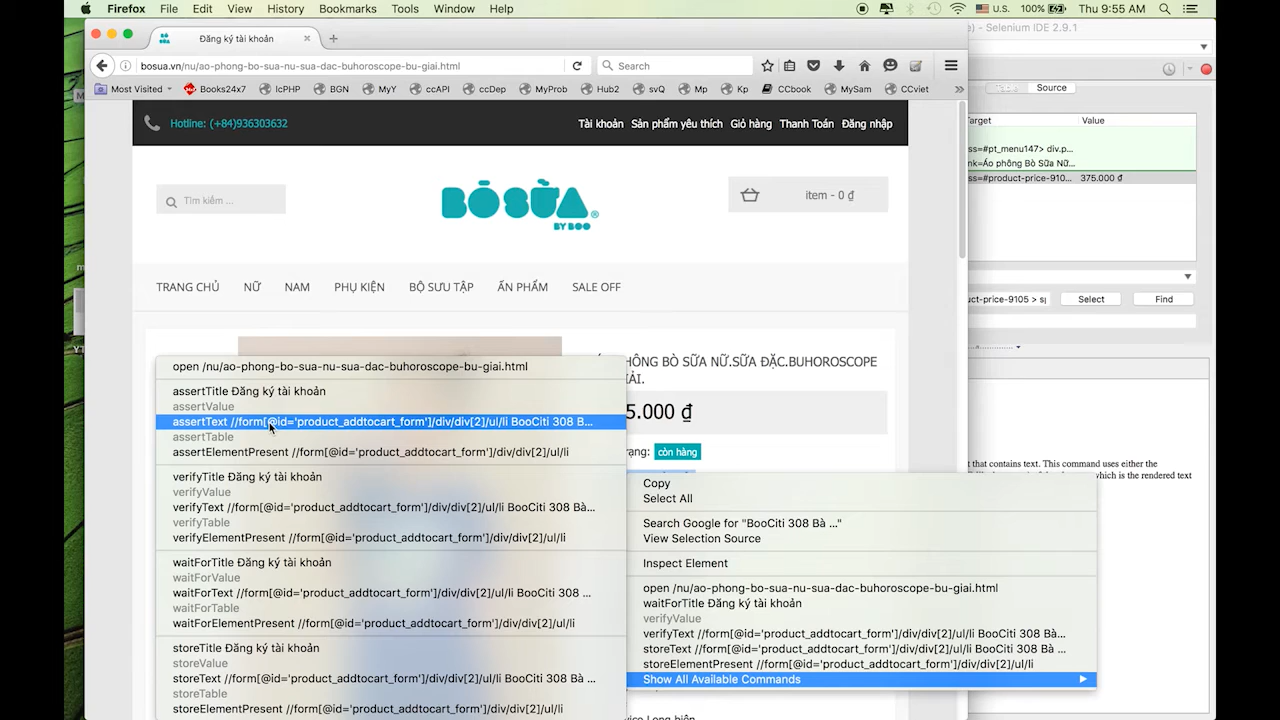 Firefox File Edit View History Bookmarks Tools Window Help U.S. 100% Thu 9:55 AM
Đăng ký tài khoản
Selenium IDE 2.9.1
bosua.vn/nu/ao-phong-bo-sua-nu-sua-dac-buhoroscope-bu-giai.html
Search
Most Visited Books24x7 IcPHP BGN MyY ccAPI ccDep MyProb Hub2 svQ Mp Kp CCbook MySam CCviet
Source
Hotline: (+84)936303632
Tài khoản Sản phẩm yêu thích Giỏ hàng Thanh Toán Đăng nhập
Target Value
ss=#pt_menu147> div.p...
nk=Áo phông Bò Sữa Nữ...
ss=#product-price-910... 375.000 ₫
Tìm kiếm ...
BÒ SỮA ®
BY BOO
item - 0 ₫
TRANG CHỦ NỮ NAM PHỤ KIỆN BỘ SƯU TẬP ẤN PHẨM SALE OFF
uct-price-9105 > sp
Select
Find
HÔNG BÒ SỮA NỮ.SỮA ĐẶC.BUHOROSCOPE
IẢI.
5.000 ₫
rạng: còn hàng
open /nu/ao-phong-bo-sua-nu-sua-dac-buhoroscope-bu-giai.html
assertTitle Đăng ký tài khoản
assertValue
assertText //form[@id='product_addtocart_form']/div/div[2]/ul/li BooCiti 308 B...
assertTable
assertElementPresent //form[@id='product_addtocart_form']/div/div[2]/ul/li
verifyTitle Đăng ký tài khoản
verifyValue
verifyText //form[@id='product_addtocart_form']/div/div[2]/ul/li BooCiti 308 Bà...
verifyTable
verifyElementPresent //form[@id='product_addtocart_form']/div/div[2]/ul/li
waitForTitle Đăng ký tài khoản
waitForValue
waitForText //form[@id='product_addtocart_form']/div/div[2]/ul/li BooCiti 308 ...
waitForTable
waitForElementPresent //form[@id='product_addtocart_form']/div/div[2]/ul/li
storeTitle Đăng ký tài khoản
storeValue
storeText //form[@id='product_addtocart_form']/div/div[2]/ul/li BooCiti 308 Bà ...
storeTable
storeElementPresent //form[@id='product_addtocart_form']/div/div[2]/ul/li
t that contains text. This command uses either the
which is the rendered text
Copy
Select All
Search Google for "BooCiti 308 Bà ..."
View Selection Source
Inspect Element
open /nu/ao-phong-bo-sua-nu-sua-dac-buhoroscope-bu-giai.html
waitForTitle Đăng ký tài khoản
verifyValue
verifyText //form[@id='product_addtocart_form']/div/div[2]/ul/li BooCiti 308 Bà...
storeText //form[@id='product_addtocart_form']/div/div[2]/ul/li BooCiti 308 Bà ...
storeElementPresent //form[@id='product_addtocart_form']/div/div[2]/ul/li
Show All Available Commands